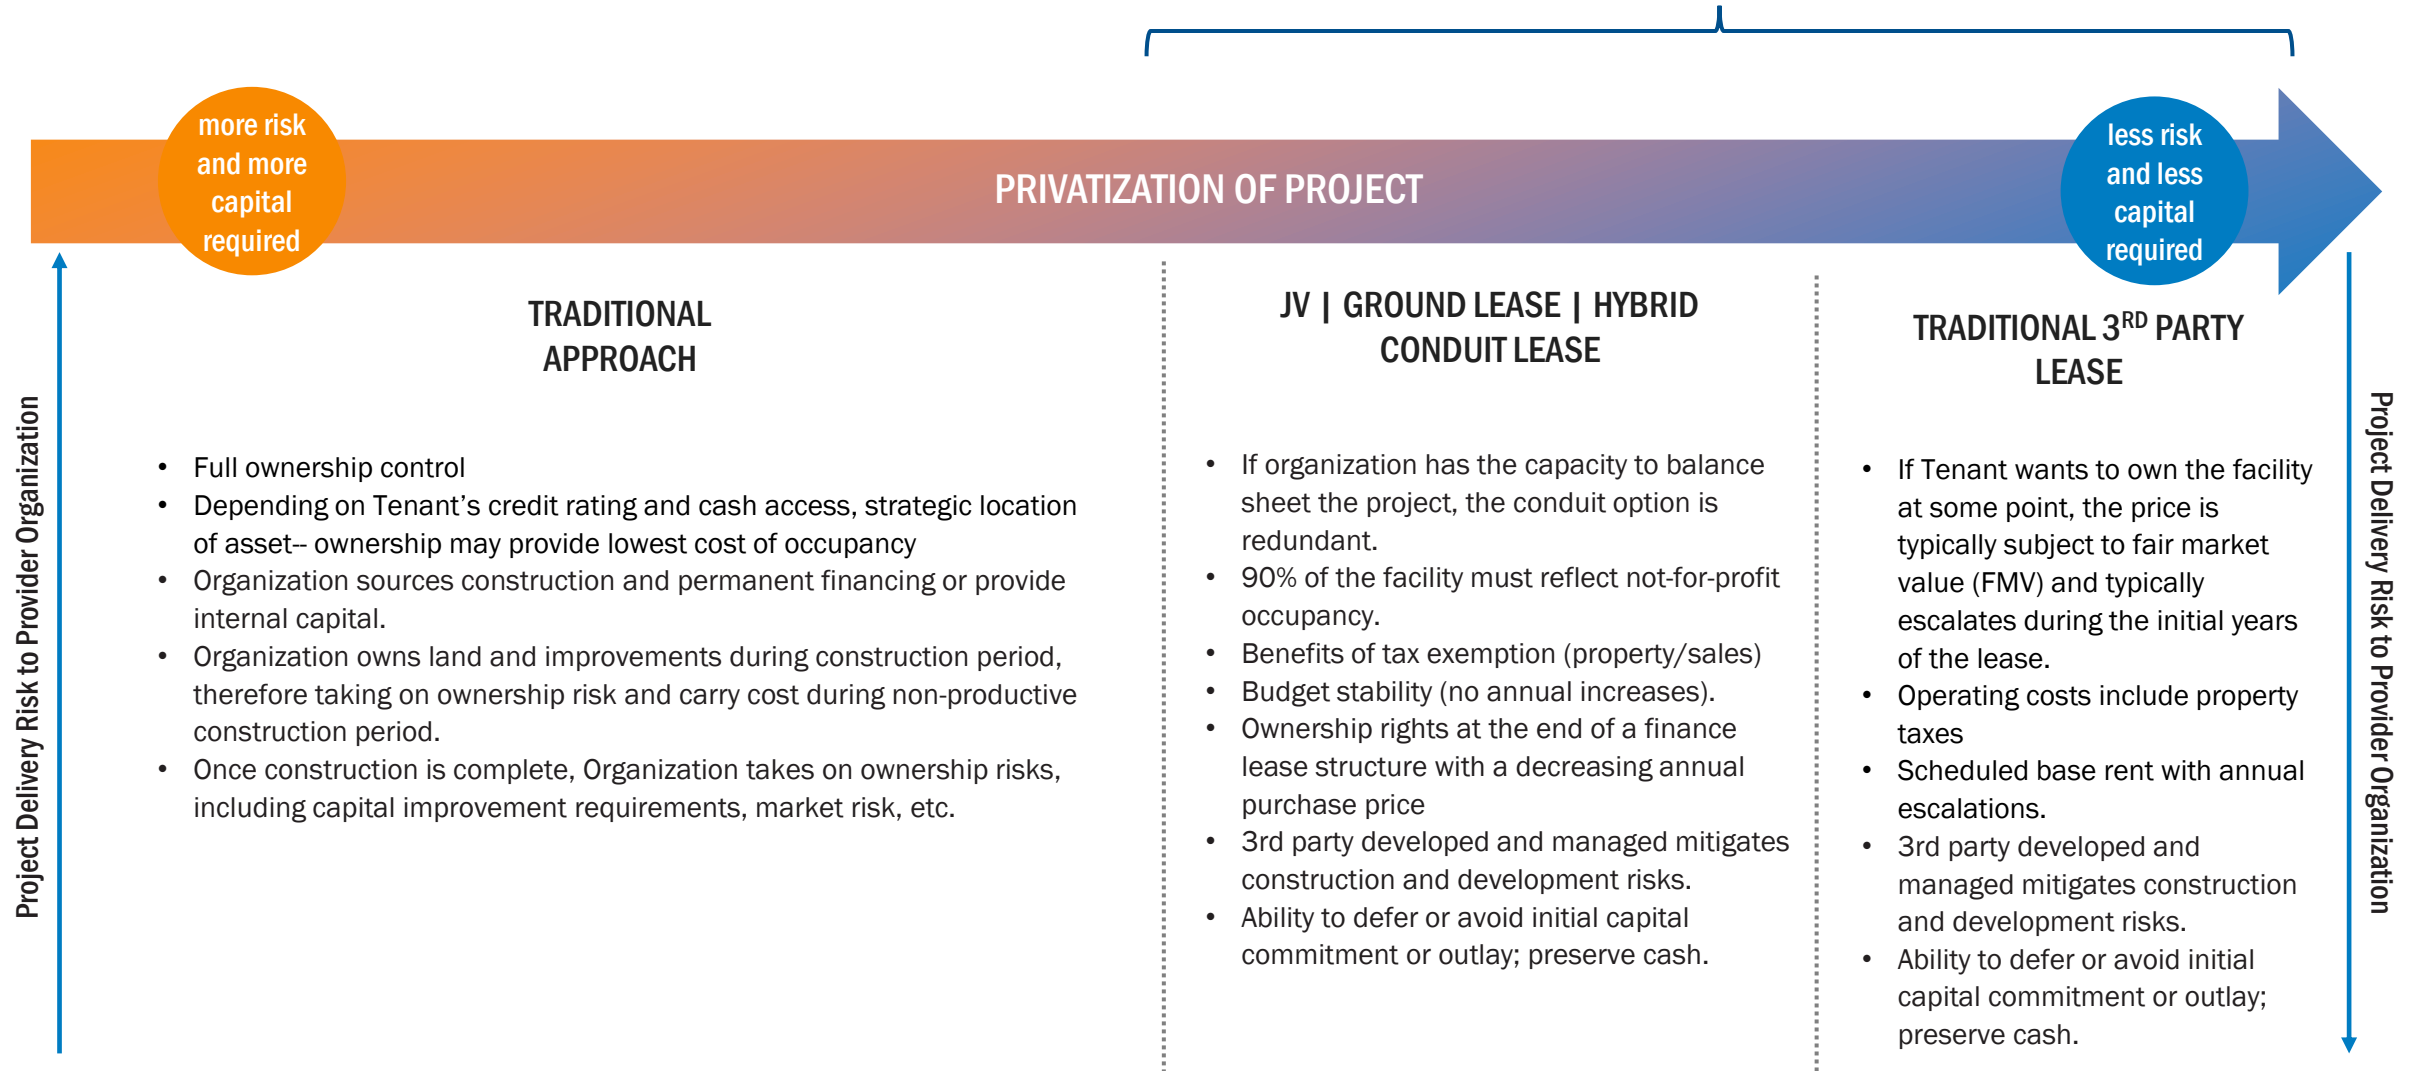 more risk
and more
capital
required
PRIVATIZATION OF PROJECT
less risk
and less
capital
required
Project Delivery Risk to Provider Organization
TRADITIONAL
APPROACH
• Full ownership control
• Depending on Tenant’s credit rating and cash access, strategic location
of asset-- ownership may provide lowest cost of occupancy
• Organization sources construction and permanent financing or provide
internal capital.
• Organization owns land and improvements during construction period,
therefore taking on ownership risk and carry cost during non-productive
construction period.
• Once construction is complete, Organization takes on ownership risks,
including capital improvement requirements, market risk, etc.
JV | GROUND LEASE | HYBRID
CONDUIT LEASE
• If organization has the capacity to balance
sheet the project, the conduit option is
redundant.
• 90% of the facility must reflect not-for-profit
occupancy.
• Benefits of tax exemption (property/sales)
• Budget stability (no annual increases).
• Ownership rights at the end of a finance
lease structure with a decreasing annual
purchase price
• 3rd party developed and managed mitigates
construction and development risks.
• Ability to defer or avoid initial capital
commitment or outlay; preserve cash.
TRADITIONAL 3RD PARTY
LEASE
• If Tenant wants to own the facility
at some point, the price is
typically subject to fair market
value (FMV) and typically
escalates during the initial years
of the lease.
• Operating costs include property
taxes
• Scheduled base rent with annual
escalations.
• 3rd party developed and
managed mitigates construction
and development risks.
• Ability to defer or avoid initial
capital commitment or outlay;
preserve cash.
Project Delivery Risk to Provider Organization